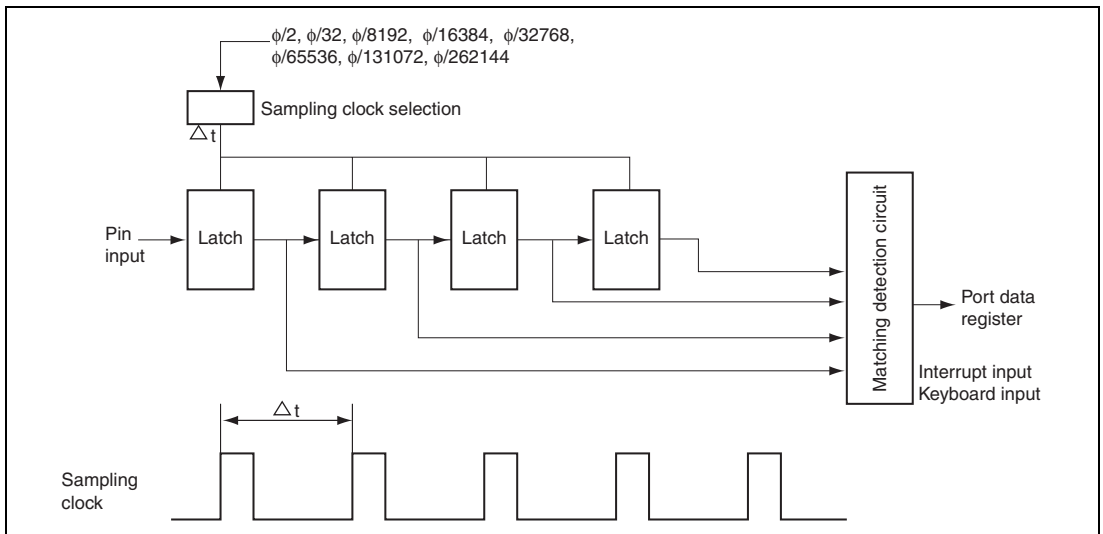 ϕ/2, ϕ/32, ϕ/8192, ϕ/16384, ϕ/32768,
ϕ/65536, ϕ/131072, ϕ/262144
Sampling clock selection
△t
Pin
input
Latch
Latch
Latch
Latch
Matching detection circuit
Port data
register
Interrupt input
Keyboard input
△t
Sampling
clock